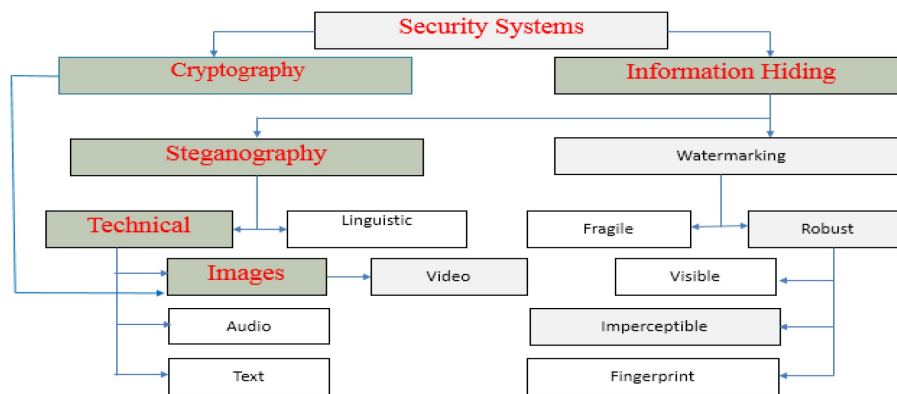 Security Systems
Cryptography
Information Hiding
Steganography
Watermarking
Technical
Linguistic
Fragile
Robust
Images
Video
Visible
Audio
Imperceptible
Text
Fingerprint